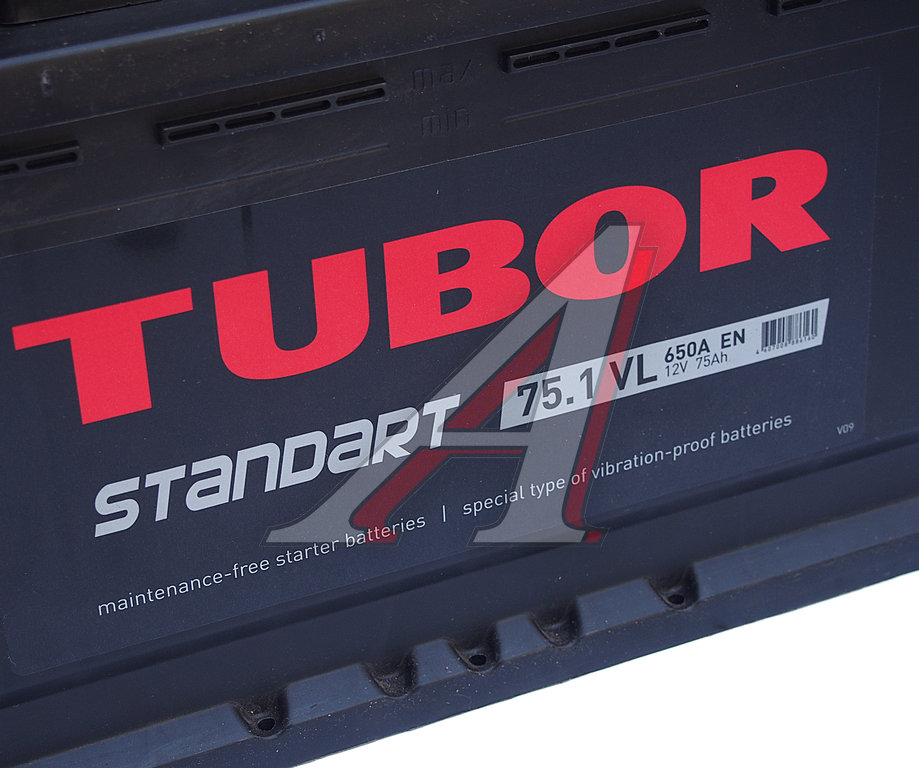 max
min
TUBOR
STANDART
75.1 VL
650A EN
12V 75Ah
V09
maintenance-free starter batteries | special type of vibration-proof batteries